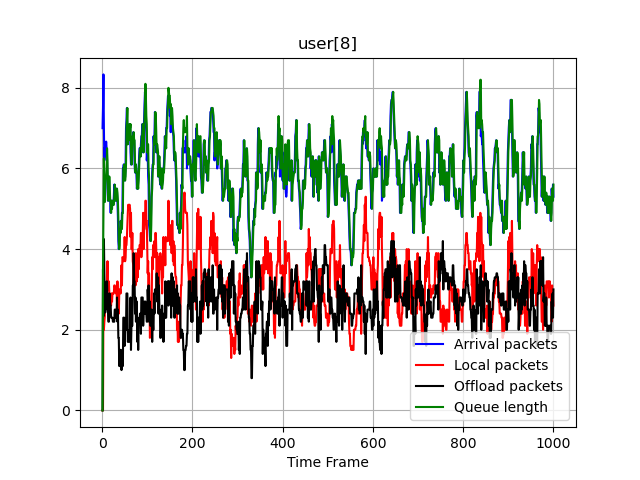 user[8]
8
6
4
2
0
0
200
400
600
800
1000
Time Frame
Arrival packets
Local packets
Offload packets
Queue length